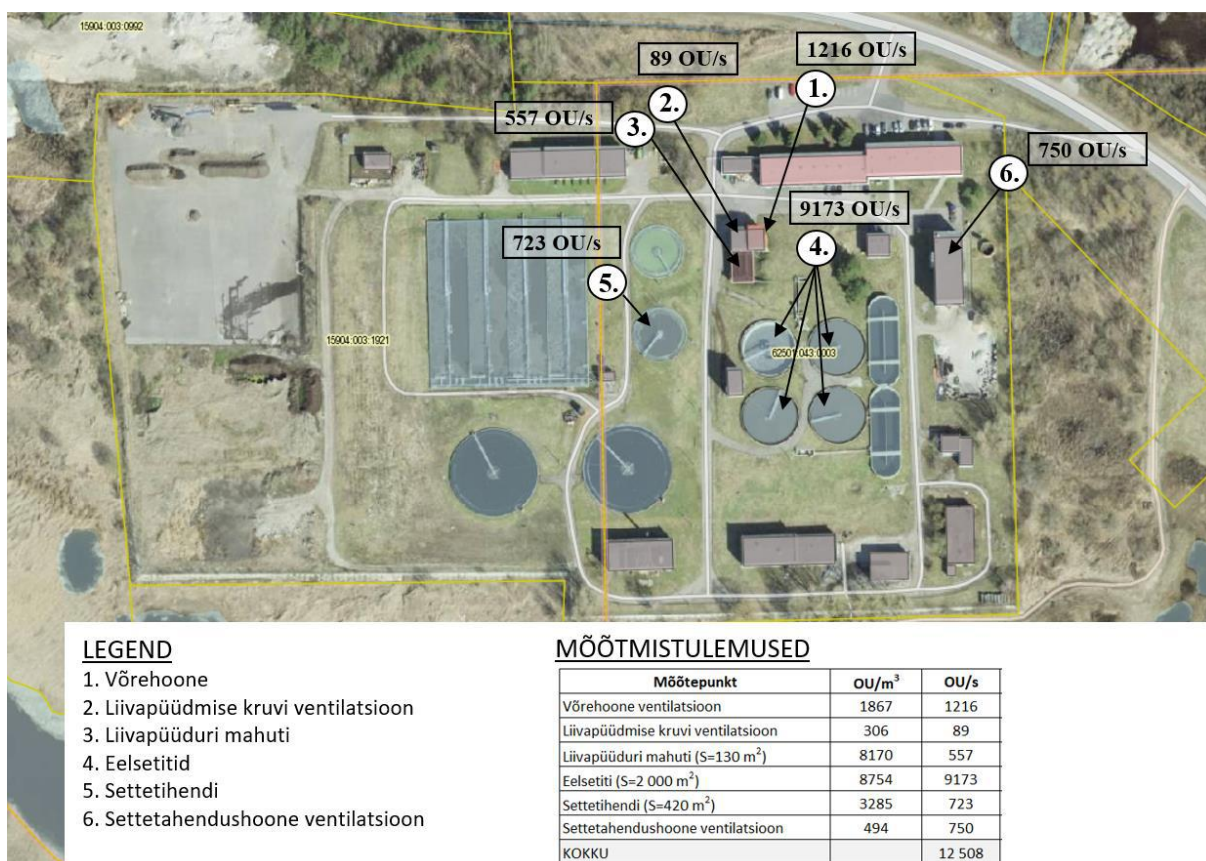 15904:003:0992
1216 OU/s
89 OU/s
1.
2.
557 OU/s
3.
750 OU/s
6.
9173 OU/s
723 OU/s
4.
5.
15904:003:1921
62501:043:0003
LEGEND
1. Võrehoone
2. Liivapüüdmise kruvi ventilatsioon
3. Liivapüüduri mahuti
4. Eelsetitid
5. Settetihendi
6. Settetahendushoone ventilatsioon
MÕÕTMISTULEMUSED
Mõõtepunkt OU/m³ OU/s
Võrehoone ventilatsioon 1867 1216
Liivapüüdmise kruvi ventilatsioon 306 89
Liivapüüduri mahuti (S=130 m²) 8170 557
Eelsetiti (S=2 000 m²) 8754 9173
Settetihendi (S=420 m²) 3285 723
Settetahendushoone ventilatsioon 494 750
KOKKU 12 508